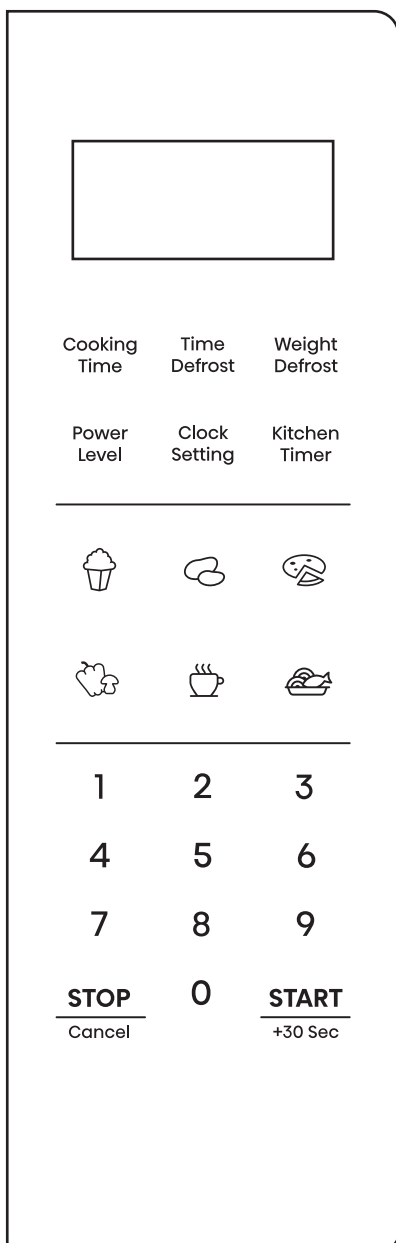 Cooking Time
Time Defrost
Weight Defrost
Power Level
Clock Setting
Kitchen Timer
1 2 3
4 5 6
7 8 9
STOP 0 START
Cancel +30 Sec